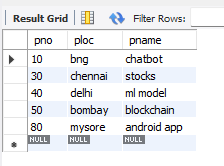 Result Grid Filter Rows:
pno ploc pname
10 bng chatbot
30 chennai stocks
40 delhi ml model
50 bombay blockchain
80 mysore android app
NULL NULL NULL